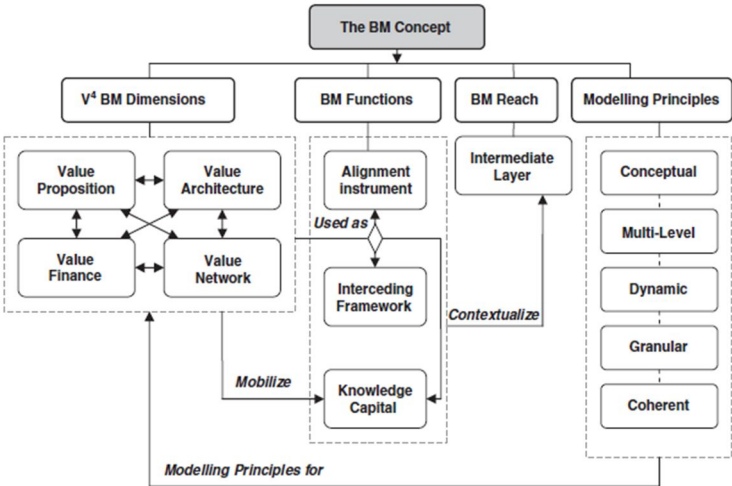 The BM Concept
V⁴ BM Dimensions
BM Functions
BM Reach
Modelling Principles
Value
Proposition
Value
Architecture
Value
Finance
Value
Network
Alignment
instrument
Used as
Interceding
Framework
Knowledge
Capital
Intermediate
Layer
Contextualize
Mobilize
Conceptual
Multi-Level
Dynamic
Granular
Coherent
Modelling Principles for